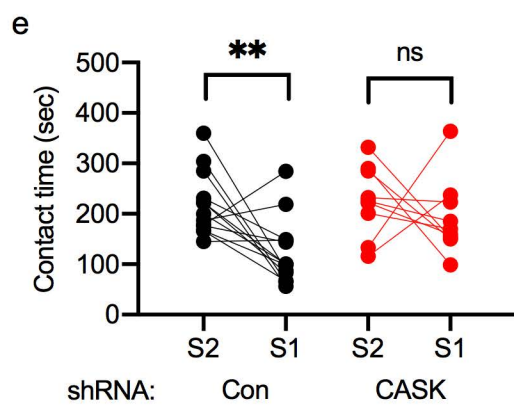 e
** ns
500
400
300
200
100
0
Contact time (sec)
S2 S1 S2 S1
shRNA: Con CASK